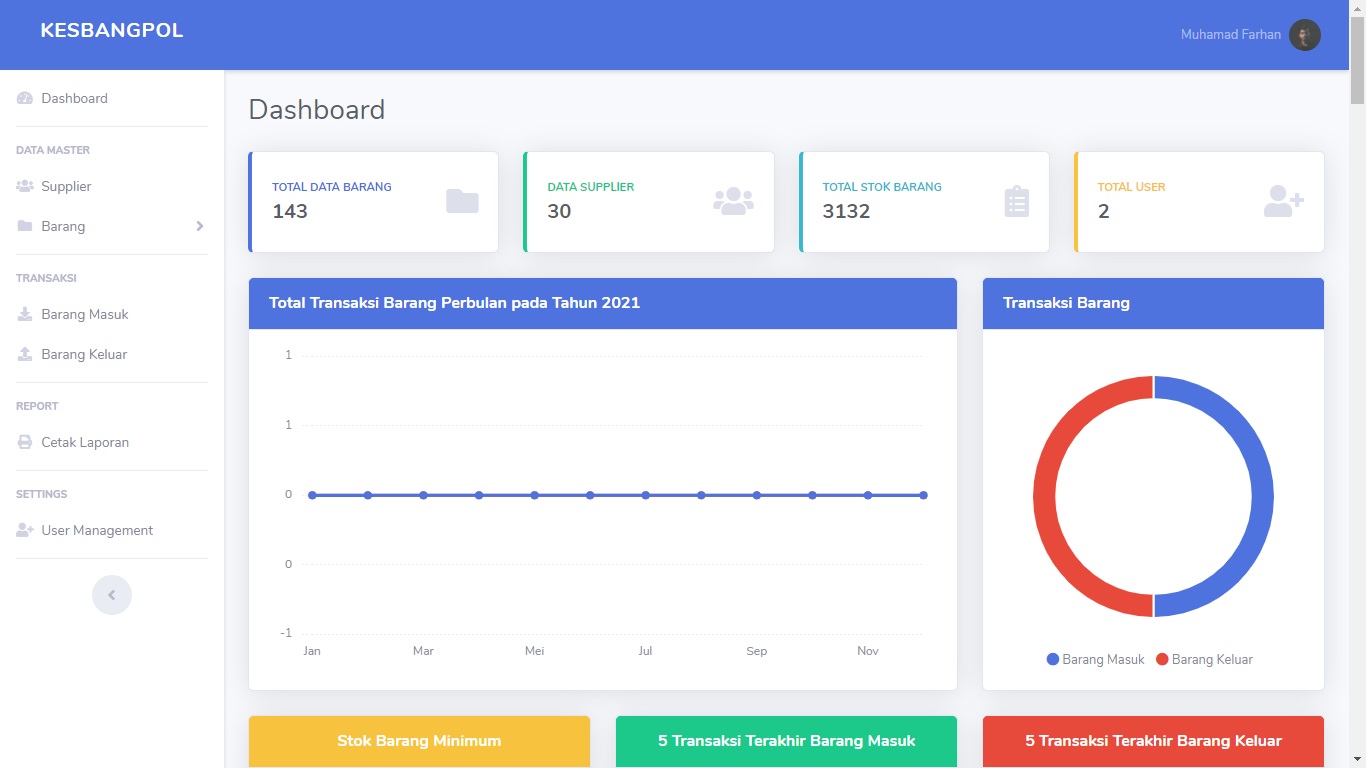 KESBANGPOL
Muhamad Farhan
Dashboard
DATA MASTER
Supplier
Barang
TRANSAKSI
Barang Masuk
Barang Keluar
REPORT
Cetak Laporan
SETTINGS
User Management
Dashboard
TOTAL DATA BARANG
143
DATA SUPPLIER
30
TOTAL STOK BARANG
3132
TOTAL USER
2
Total Transaksi Barang Perbulan pada Tahun 2021
1
1
0
0
-1
Jan Mar Mei Jul Sep Nov
Transaksi Barang
Barang Masuk Barang Keluar
Stok Barang Minimum
5 Transaksi Terakhir Barang Masuk
5 Transaksi Terakhir Barang Keluar